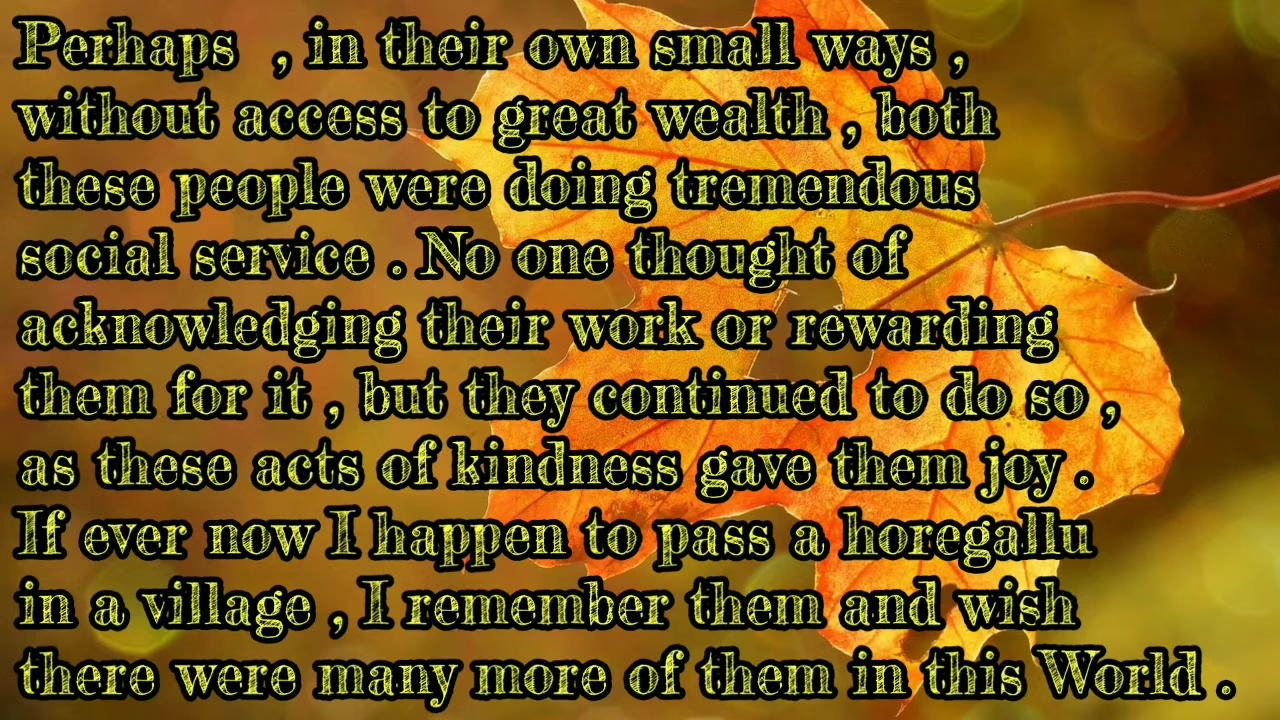 Perhaps , in their own small ways ,
without access to great wealth , both
these people were doing tremendous
social service . No one thought of
acknowledging their work or rewarding
them for it , but they continued to do so ,
as these acts of kindness gave them joy .
If ever now I happen to pass a horegallu
in a village , I remember them and wish
there were many more of them in this World .